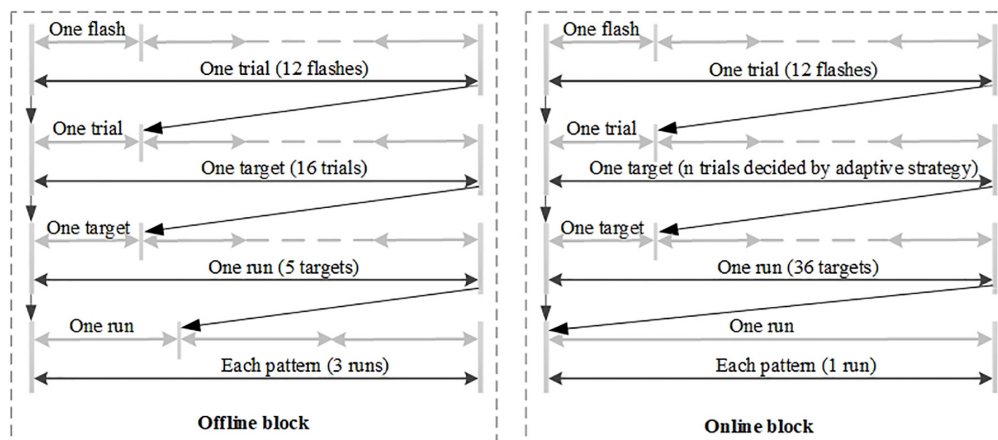 One flash
One trial (12 flashes)
One trial
One target (16 trials)
One target
One run (5 targets)
One run
Each pattern (3 runs)
Offline block
One flash
One trial (12 flashes)
One trial
One target (n trials decided by adaptive strategy)
One target
One run (36 targets)
One run
Each pattern (1 run)
Online block